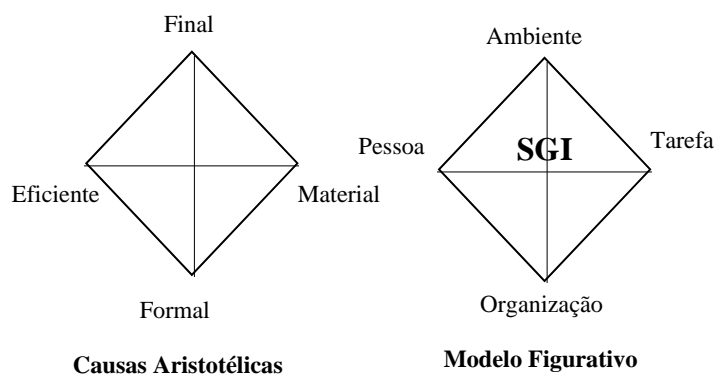 Final
Eficiente
Material
Formal
Causas Aristotélicas
Ambiente
Pessoa
SGI
Tarefa
Organização
Modelo Figurativo